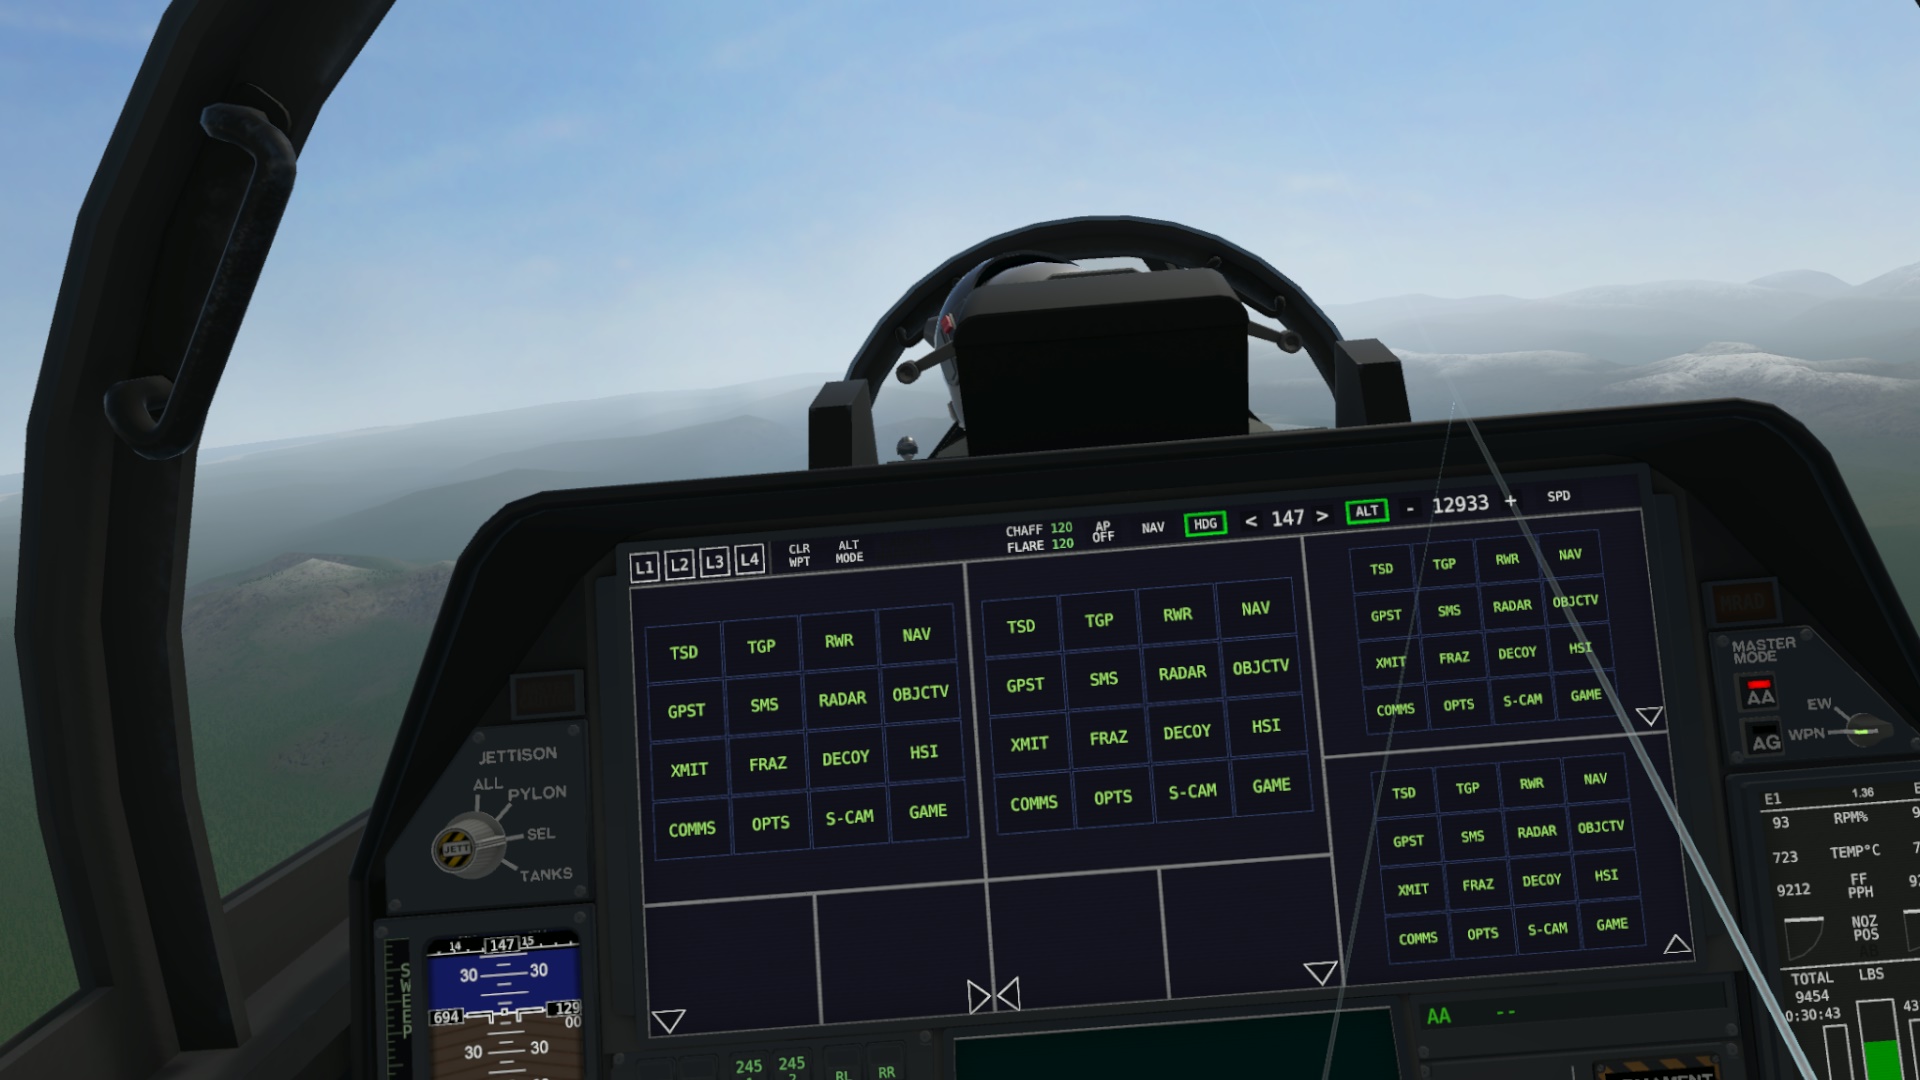 L1 L2 L3 L4
CLR WPT
ALT MODE
CHAFF 120
FLARE 120
AP OFF
NAV
HDG
< 147 >
ALT
- 12933 +
SPD
TSD TGP RWR NAV
GPST SMS RADAR OBJCTV
XMIT FRAZ DECOY HSI
COMMS OPTS S-CAM GAME
TSD TGP RWR NAV
GPST SMS RADAR OBJCTV
XMIT FRAZ DECOY HSI
COMMS OPTS S-CAM GAME
TSD TGP RWR NAV
GPST SMS RADAR OBJCTV
XMIT FRAZ DECOY HSI
COMMS OPTS S-CAM GAME
TSD TGP RWR NAV
GPST SMS RADAR OBJCTV
XMIT FRAZ DECOY HSI
COMMS OPTS S-CAM GAME
JETTISON
ALL
PYLON
SEL
TANKS
JETT
SWEEP
14 147 15
30 30
694 129
00
30 30
245 245
RL RR
AA --
MASTER
MODE
AA
AG
EW
WPN
E1 1.36
93 RPM%
723 TEMP°C
9212 FF
PPH
NOZ
POS
TOTAL LBS
9454
0:30:43